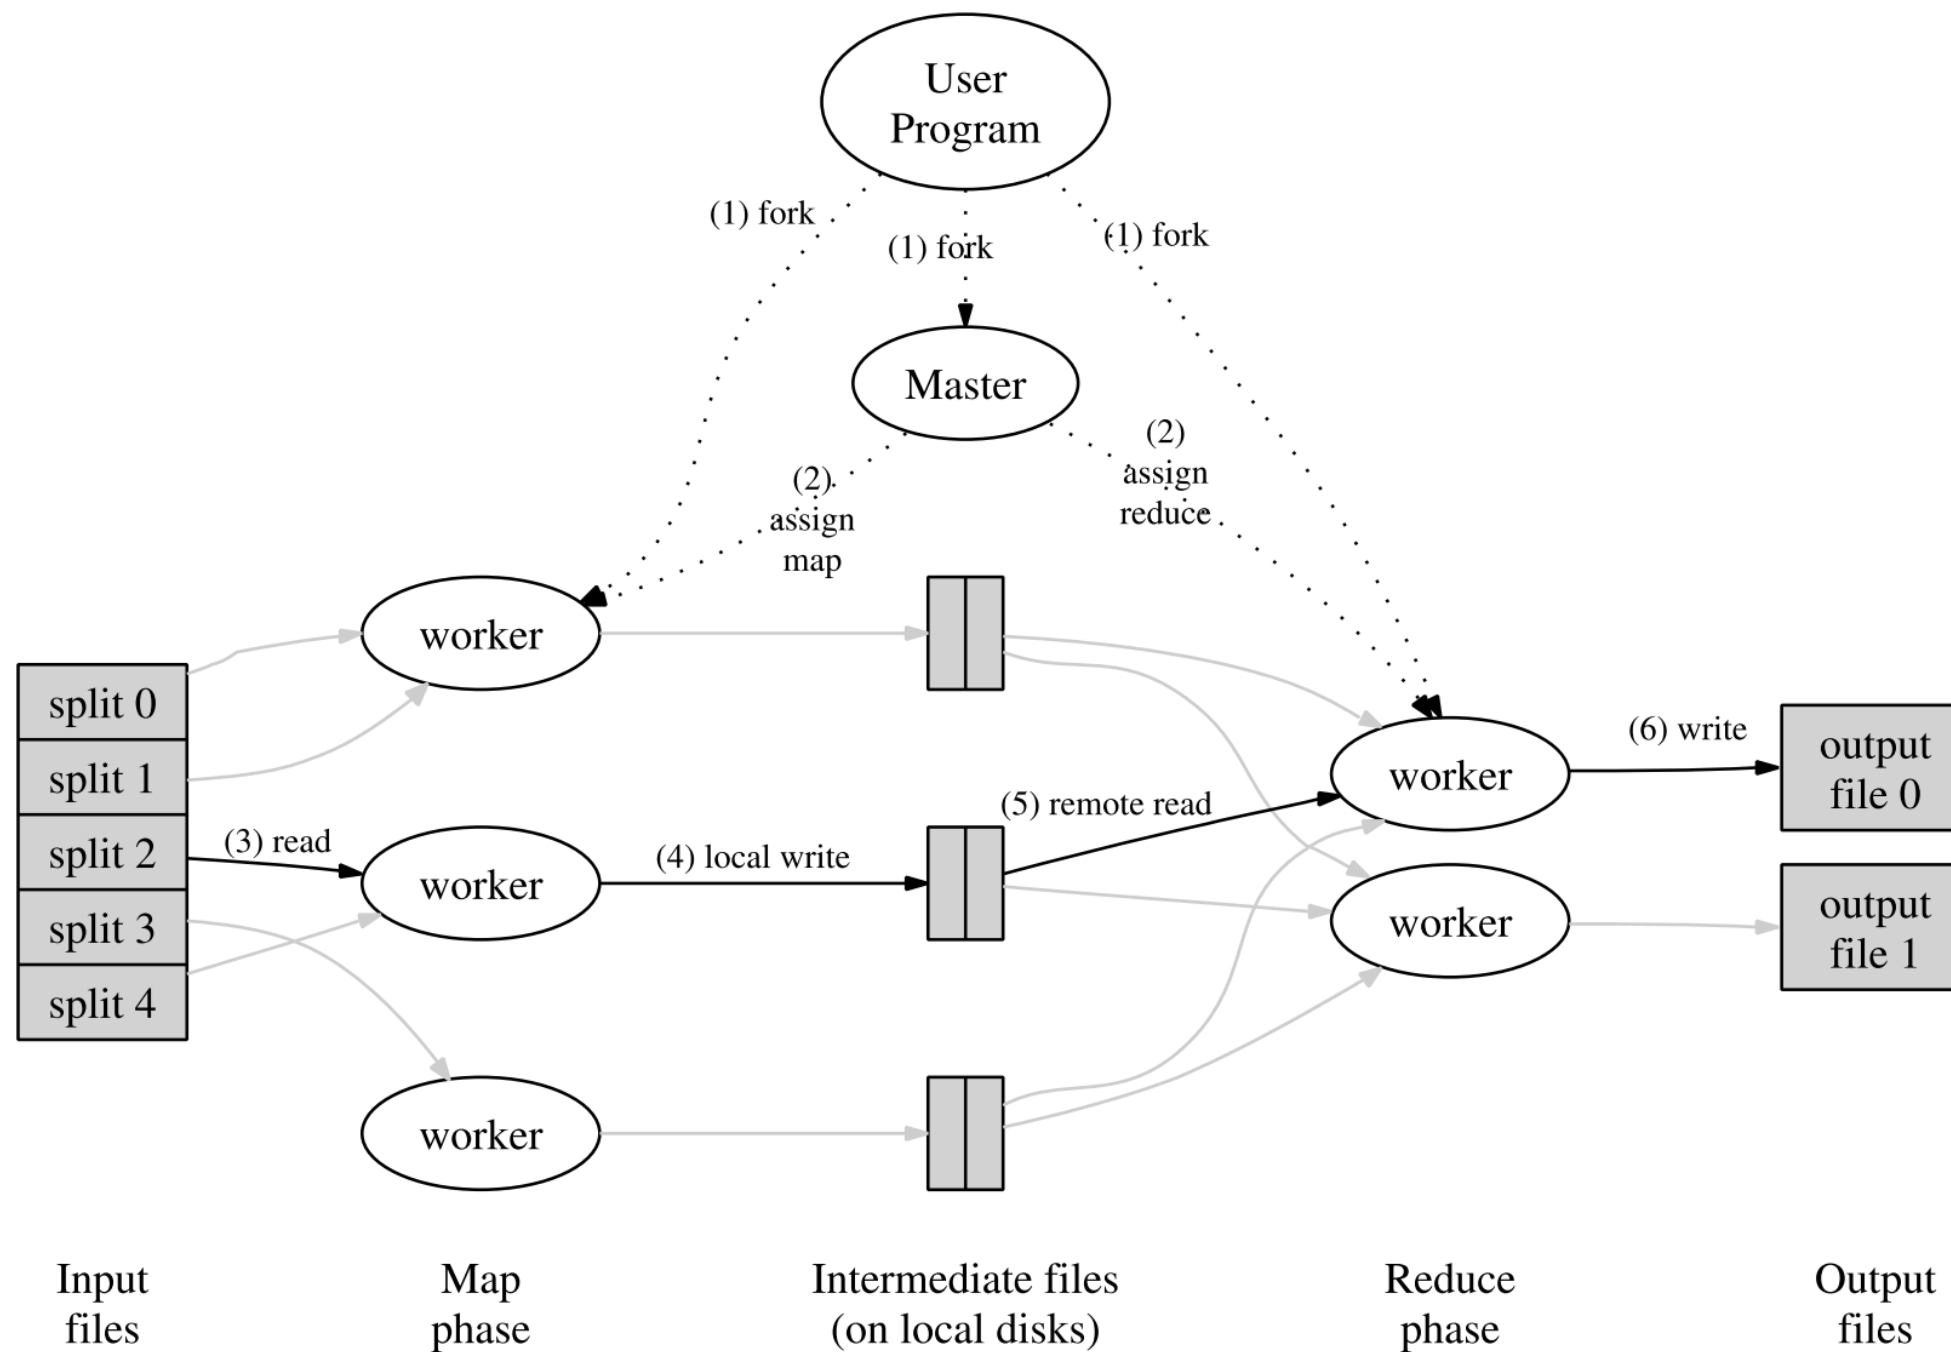 User
Program
(1) fork
(1) fork
(1) fork
Master
(2)
assign
map
(2)
assign
reduce
split 0
split 1
split 2
split 3
split 4
(3) read
worker
worker
worker
(4) local write
(5) remote read
worker
worker
(6) write
output
file 0
output
file 1
Input
files
Map
phase
Intermediate files
(on local disks)
Reduce
phase
Output
files